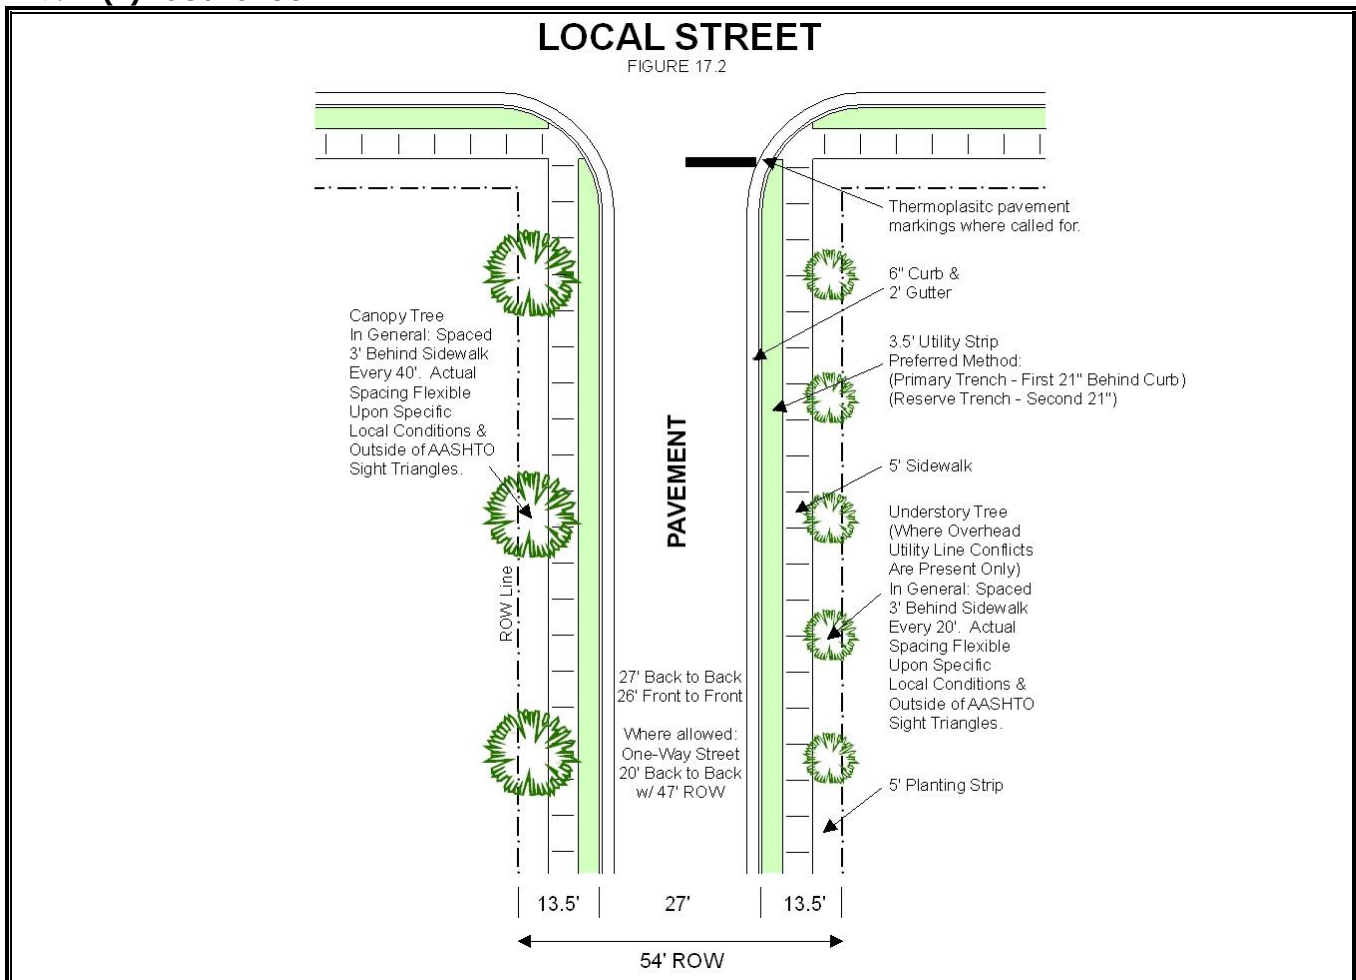 LOCAL STREET
FIGURE 17.2
Thermoplasitc pavement
markings where called for.
6" Curb &
2' Gutter
Canopy Tree
In General: Spaced
3' Behind Sidewalk
Every 40'. Actual
Spacing Flexible
Upon Specific
Local Conditions &
Outside of AASHTO
Sight Triangles.
3.5' Utility Strip
Preferred Method:
(Primary Trench - First 21" Behind Curb)
(Reserve Trench - Second 21")
PAVEMENT
5' Sidewalk
Understory Tree
(Where Overhead
Utility Line Conflicts
Are Present Only)
In General: Spaced
3' Behind Sidewalk
Every 20'. Actual
Spacing Flexible
Upon Specific
Local Conditions &
Outside of AASHTO
Sight Triangles.
ROW Line
27' Back to Back
26' Front to Front
Where allowed:
One-Way Street
20' Back to Back
w/ 47' ROW
5' Planting Strip
13.5'
27'
13.5'
54' ROW